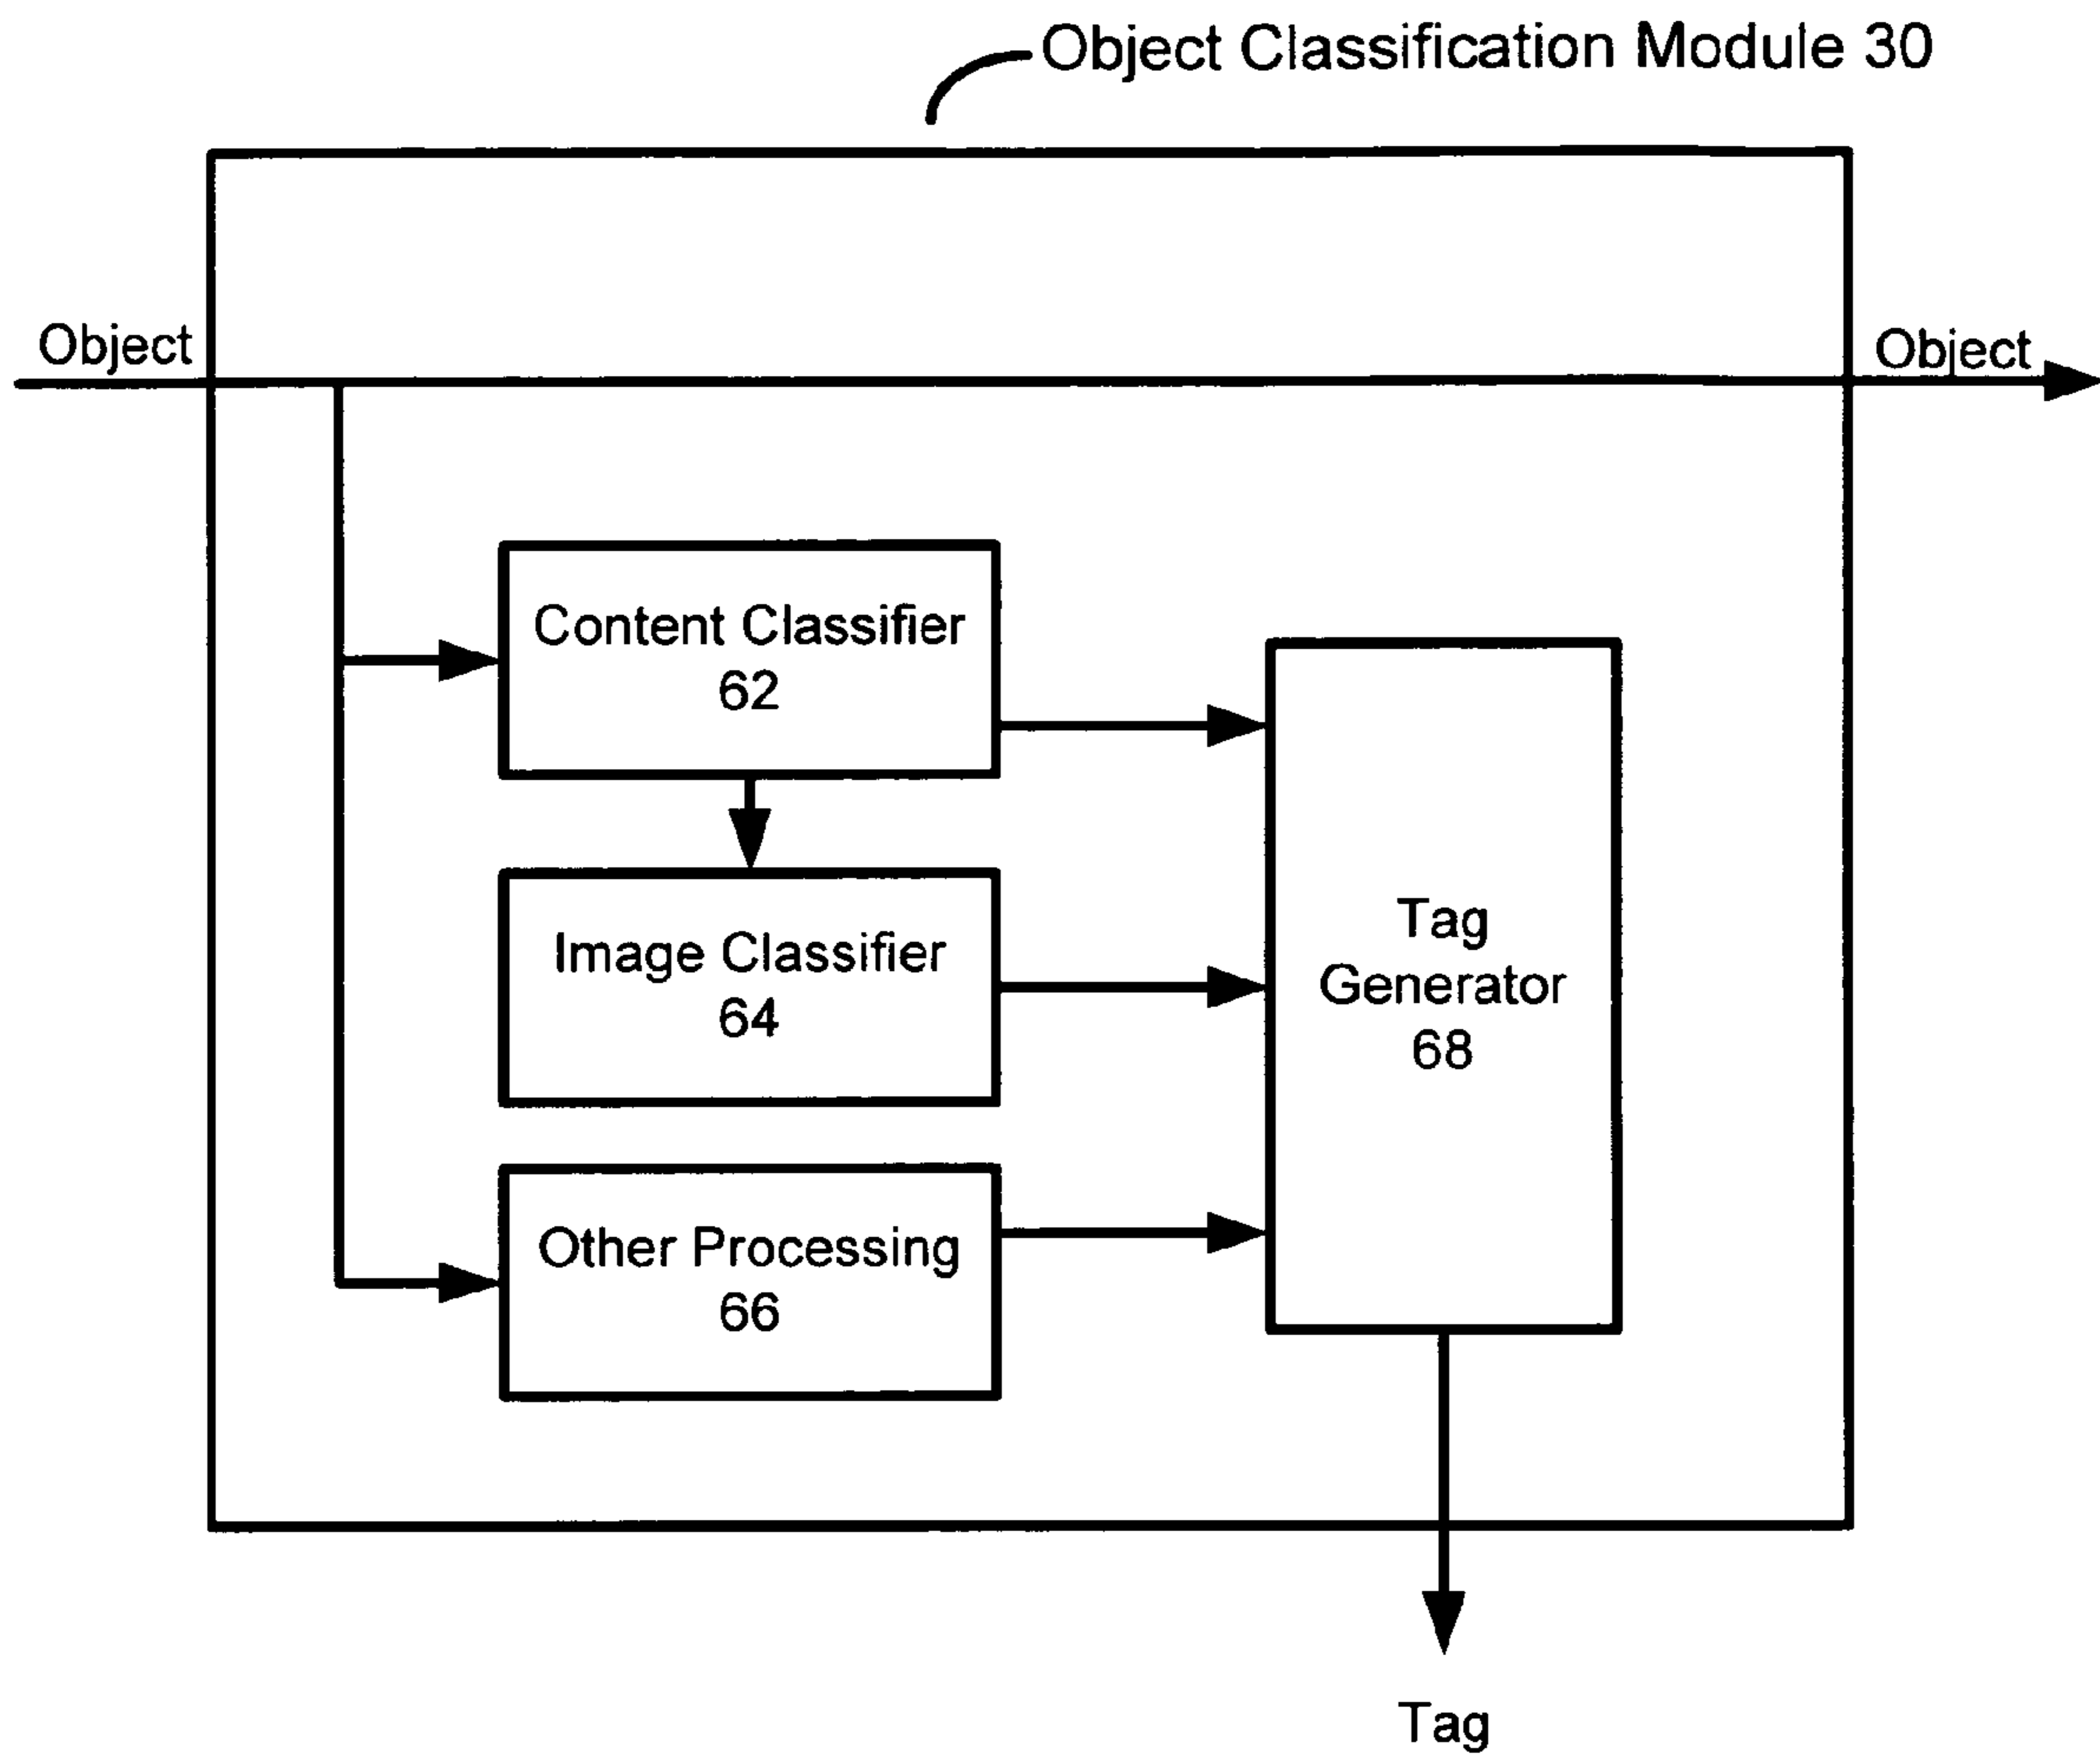 Object Classification Module 30
Object
Object
Content Classifier
62
Image Classifier
64
Other Processing
66
Tag
Generator
68
Tag